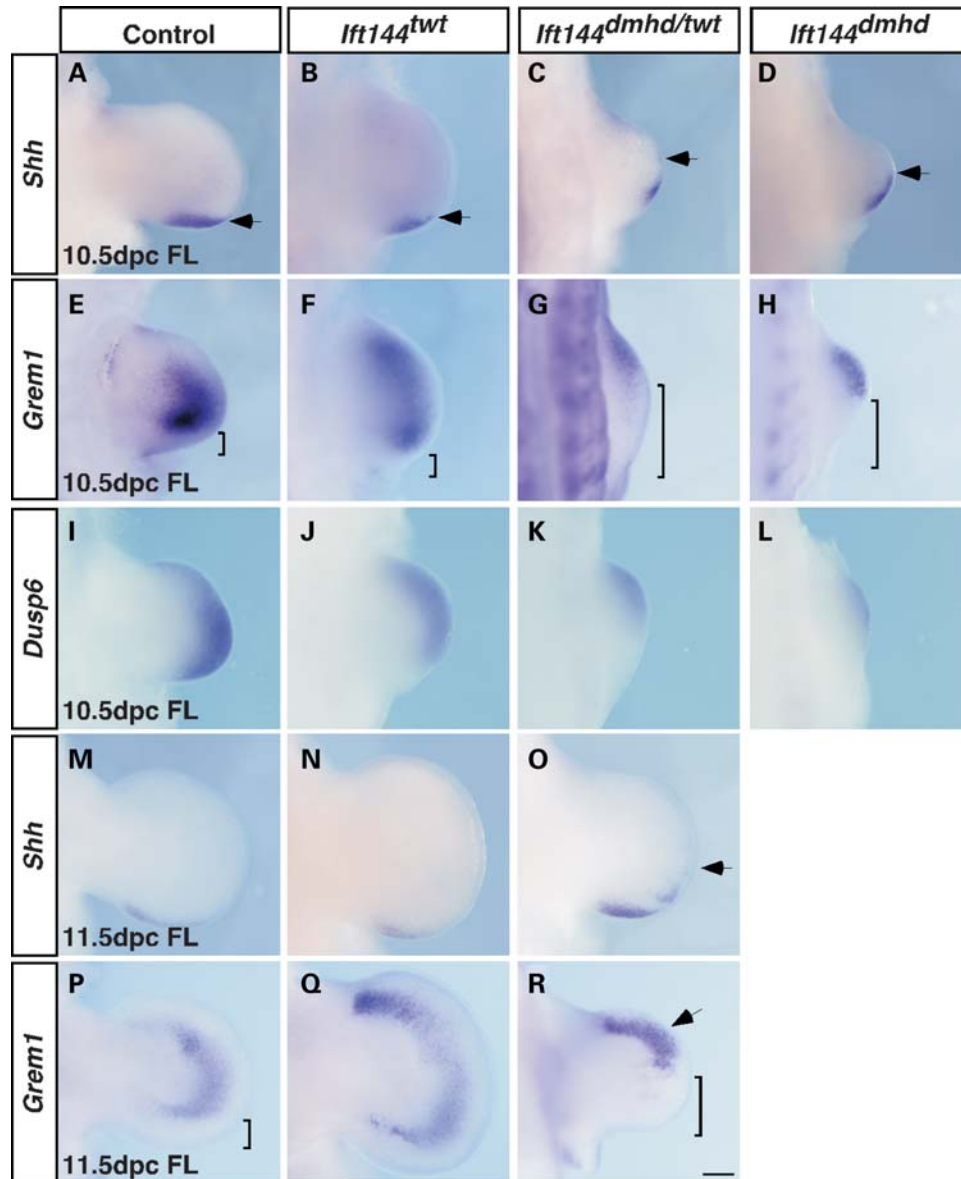 Control Ift144twt Ift144dmhd/twt Ift144dmhd
Shh
A B C D
10.5dpc FL
Grem1
E F G H
10.5dpc FL
Dusp6
I J K L
10.5dpc FL
Shh
M N O
11.5dpc FL
Grem1
P Q R
11.5dpc FL